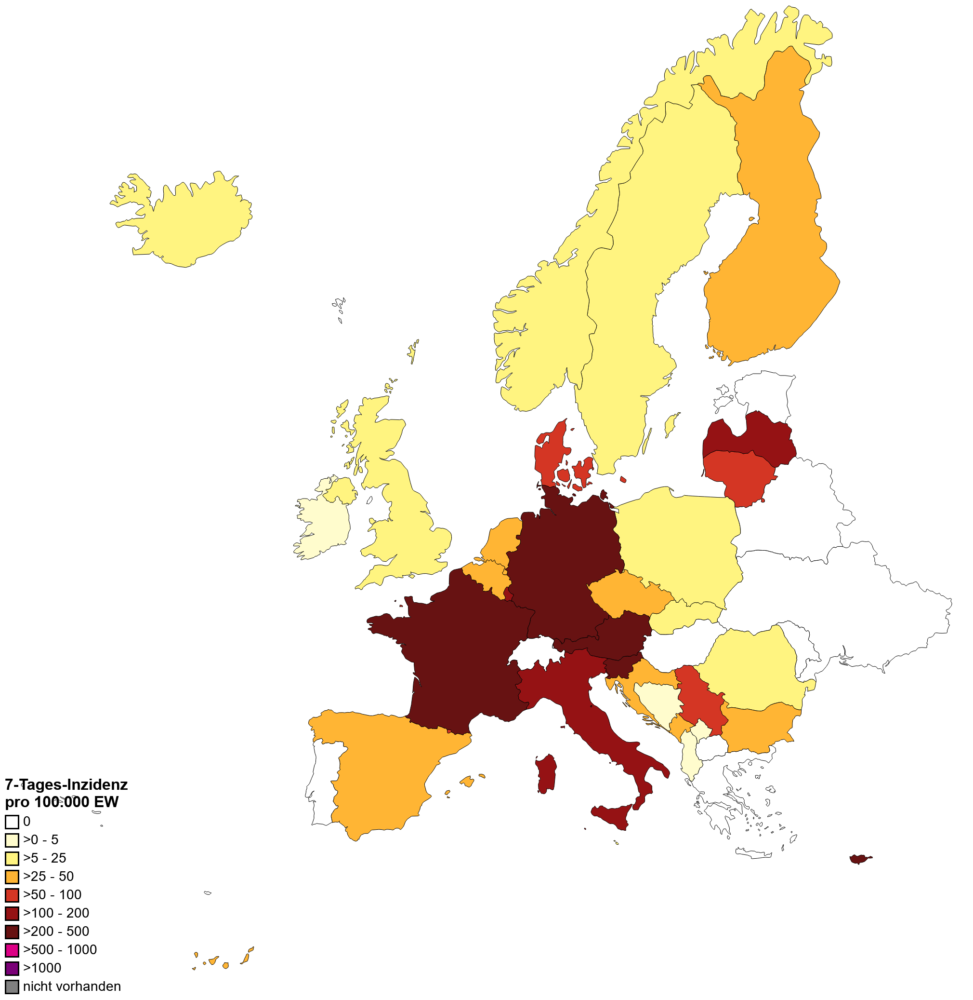 7-Tages-Inzidenz
pro 100.000 EW
0
>0 - 5
>5 - 25
>25 - 50
>50 - 100
>100 - 200
>200 - 500
>500 - 1000
>1000
nicht vorhanden